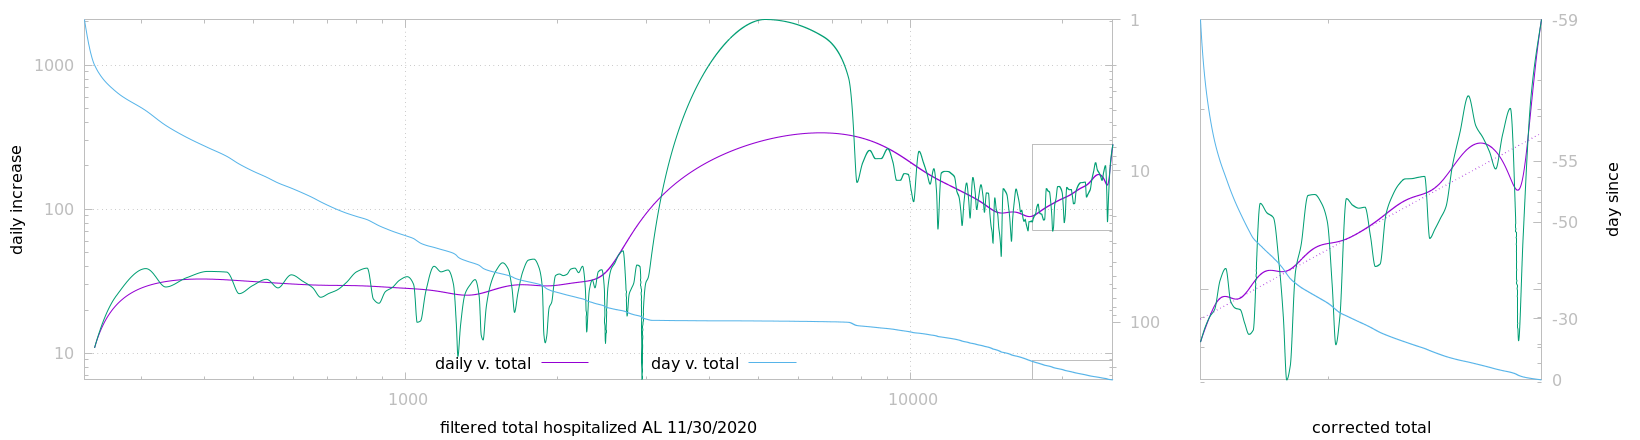 1000
100
10
daily increase
1000
10000
1
10
100
daily v. total
day v. total
filtered total hospitalized AL 11/30/2020
-59
-55
-50
-30
0
day since
corrected total